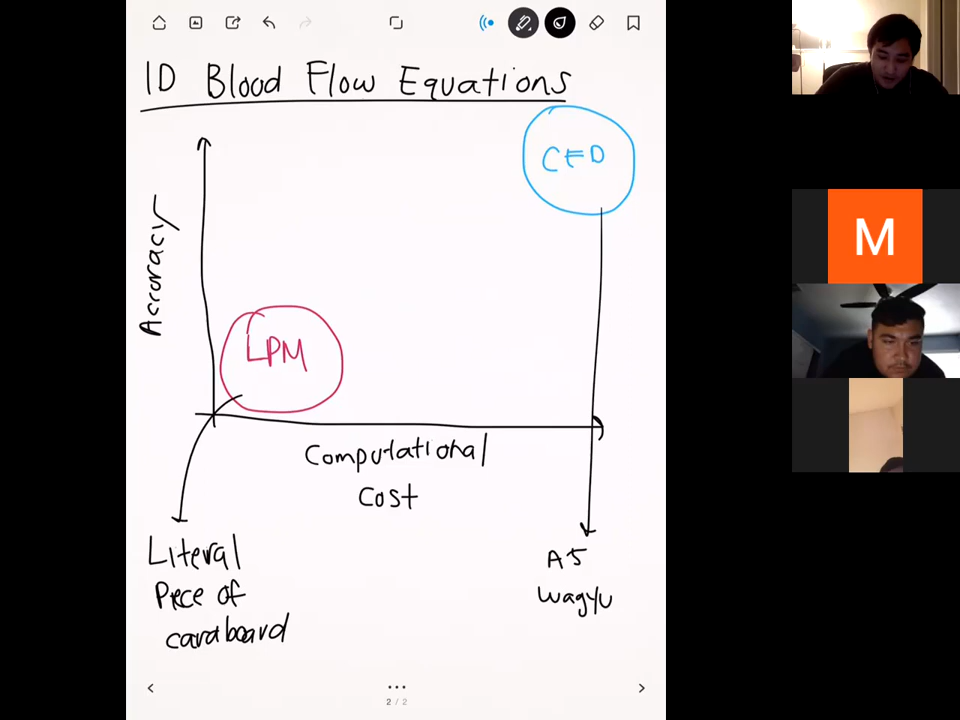 1D Blood Flow Equations
CFD
Accuracy
LPM
Computational
Cost
Literal
Piece of
cardboard
A5
Wagyu
M
2 / 2